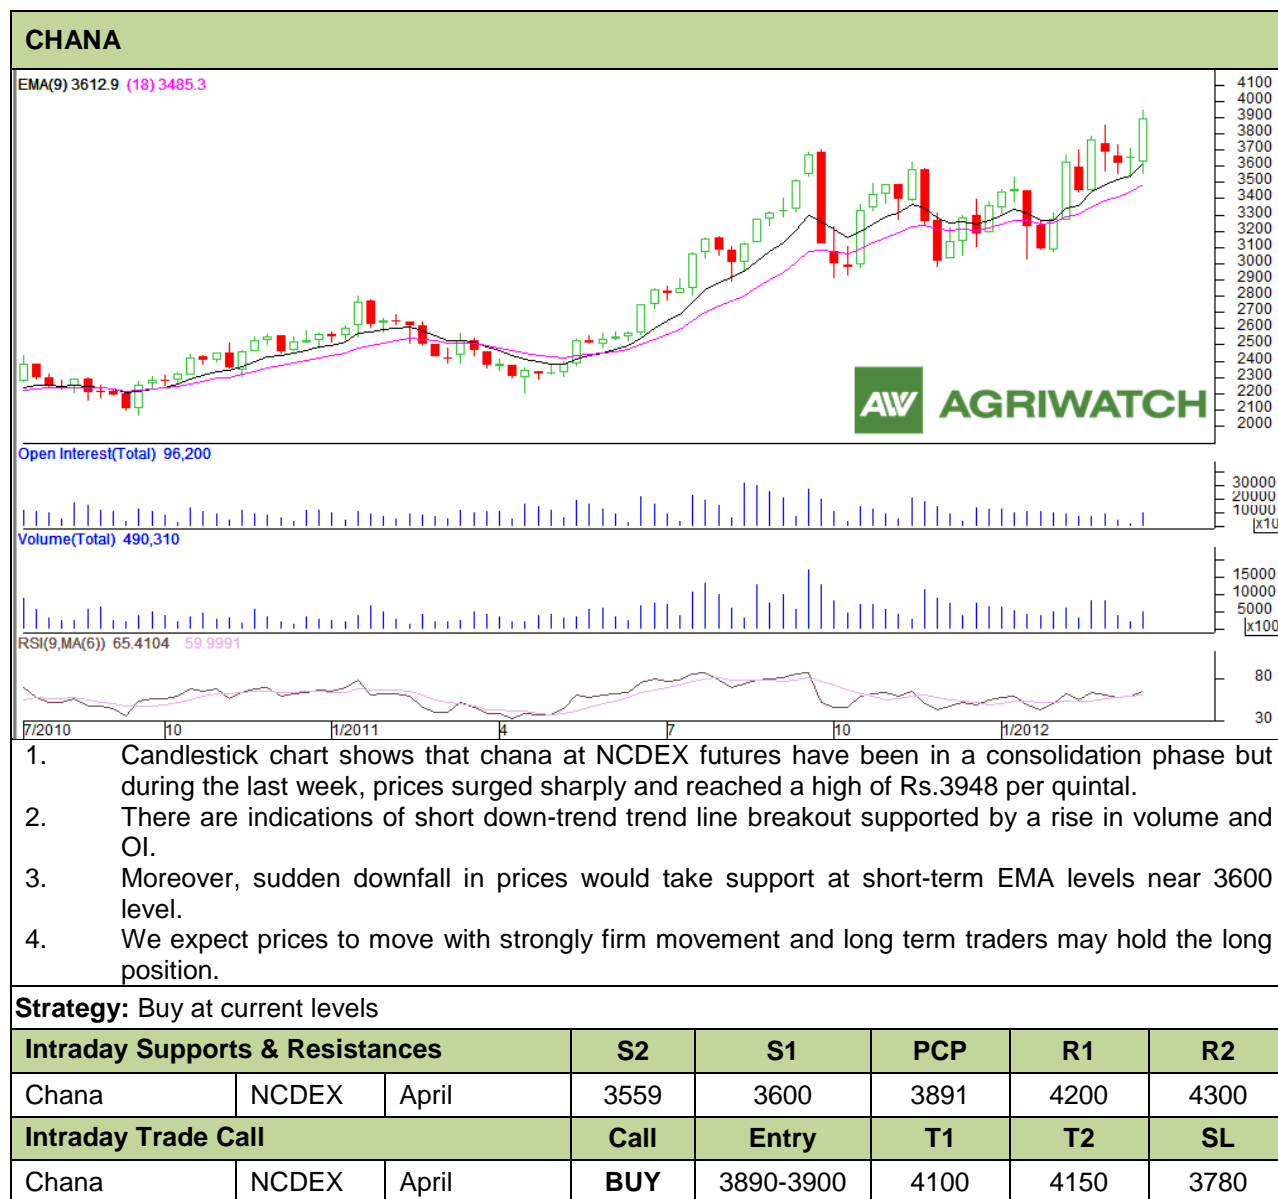 CHANA
EMA(9) 3612.9 (18) 3485.3
4100
4000
3900
3800
3700
3600
3500
3400
3300
3200
3100
3000
2900
2800
2700
2600
2500
2400
2300
2200
2100
2000
AW AGRIWATCH
Open Interest(Total) 96,200
30000
20000
10000
x10
Volume(Total) 490,310
15000
10000
5000
x100
RSI(9,MA(6)) 65.4104 59.9991
80
30
7/2010 10 1/2011 4 7 10 1/2012
1. Candlestick chart shows that chana at NCDEX futures have been in a consolidation phase but
during the last week, prices surged sharply and reached a high of Rs.3948 per quintal.
2. There are indications of short down-trend trend line breakout supported by a rise in volume and
OI.
3. Moreover, sudden downfall in prices would take support at short-term EMA levels near 3600
level.
4. We expect prices to move with strongly firm movement and long term traders may hold the long
position.
Strategy: Buy at current levels
Intraday Supports & Resistances S2 S1 PCP R1 R2
Chana NCDEX April 3559 3600 3891 4200 4300
Intraday Trade Call Call Entry T1 T2 SL
Chana NCDEX April BUY 3890-3900 4100 4150 3780